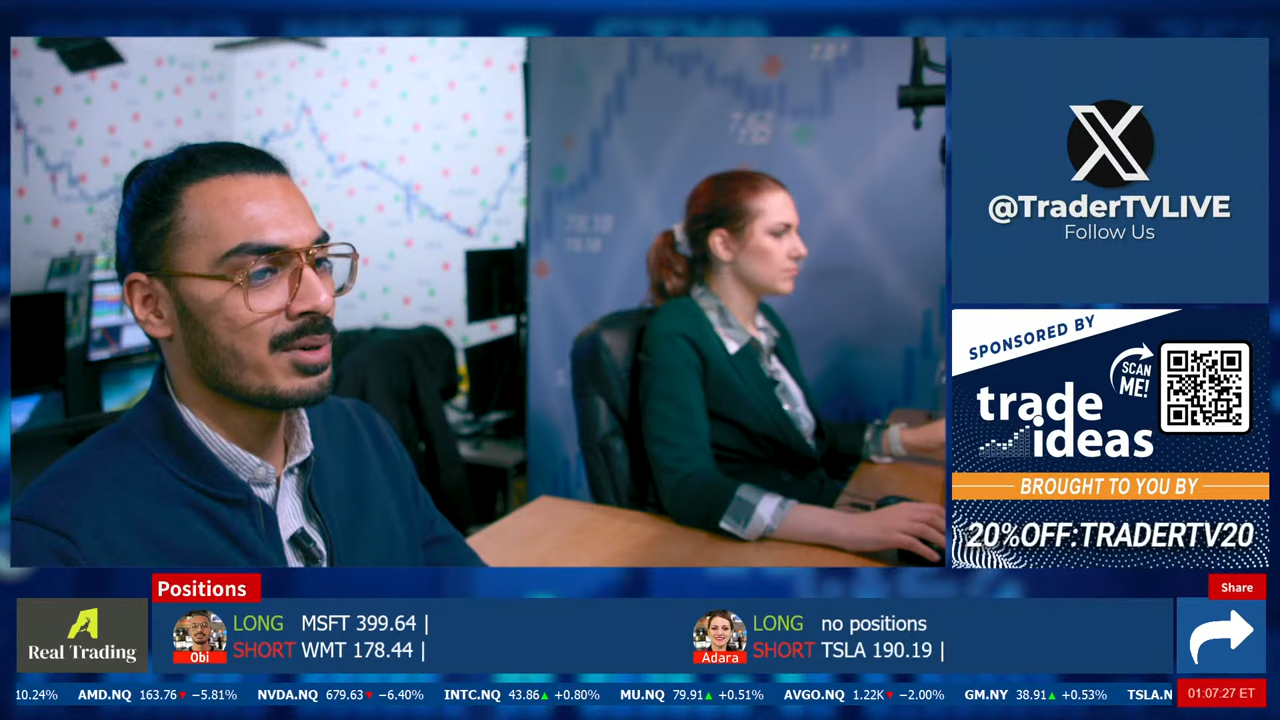 @TraderTVLIVE
Follow Us
SPONSORED BY
SCAN
ME!
trade
ideas
BROUGHT TO YOU BY
20%OFF:TRADERTV20
Positions
Share
Real Trading
Obi
LONG MSFT 399.64 |
SHORT WMT 178.44 |
Adara
LONG no positions
SHORT TSLA 190.19 |
10.24% AMD.NQ 163.76▼ −5.81% NVDA.NQ 679.63▼ −6.40% INTC.NQ 43.86▲ +0.80% MU.NQ 79.91▲ +0.51% AVGO.NQ 1.22K▼ −2.00% GM.NY 38.91▲ +0.53% TSLA.N
01:07:27 ET